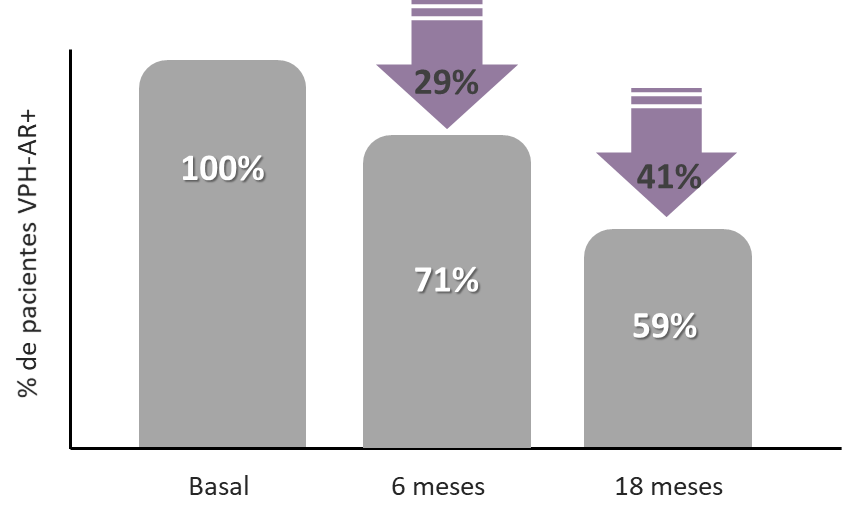 % de pacientes VPH-AR+
29%
41%
100%
71%
59%
Basal
6 meses
18 meses